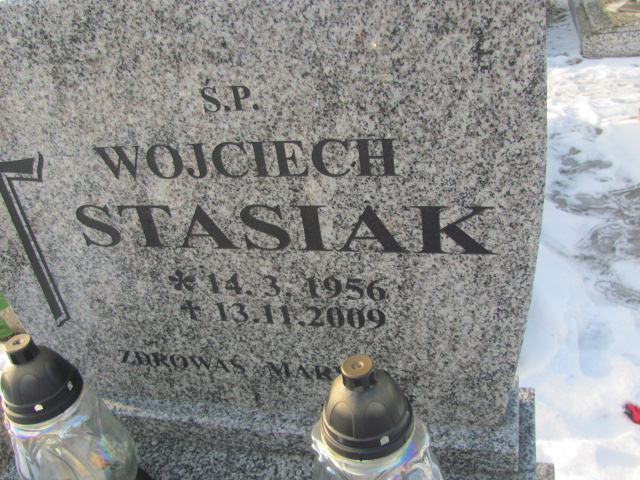 Ś.P.
WOJCIECH
STASIAK
* 14. 3. 1956
+ 13.11.2009
ZDROWAŚ